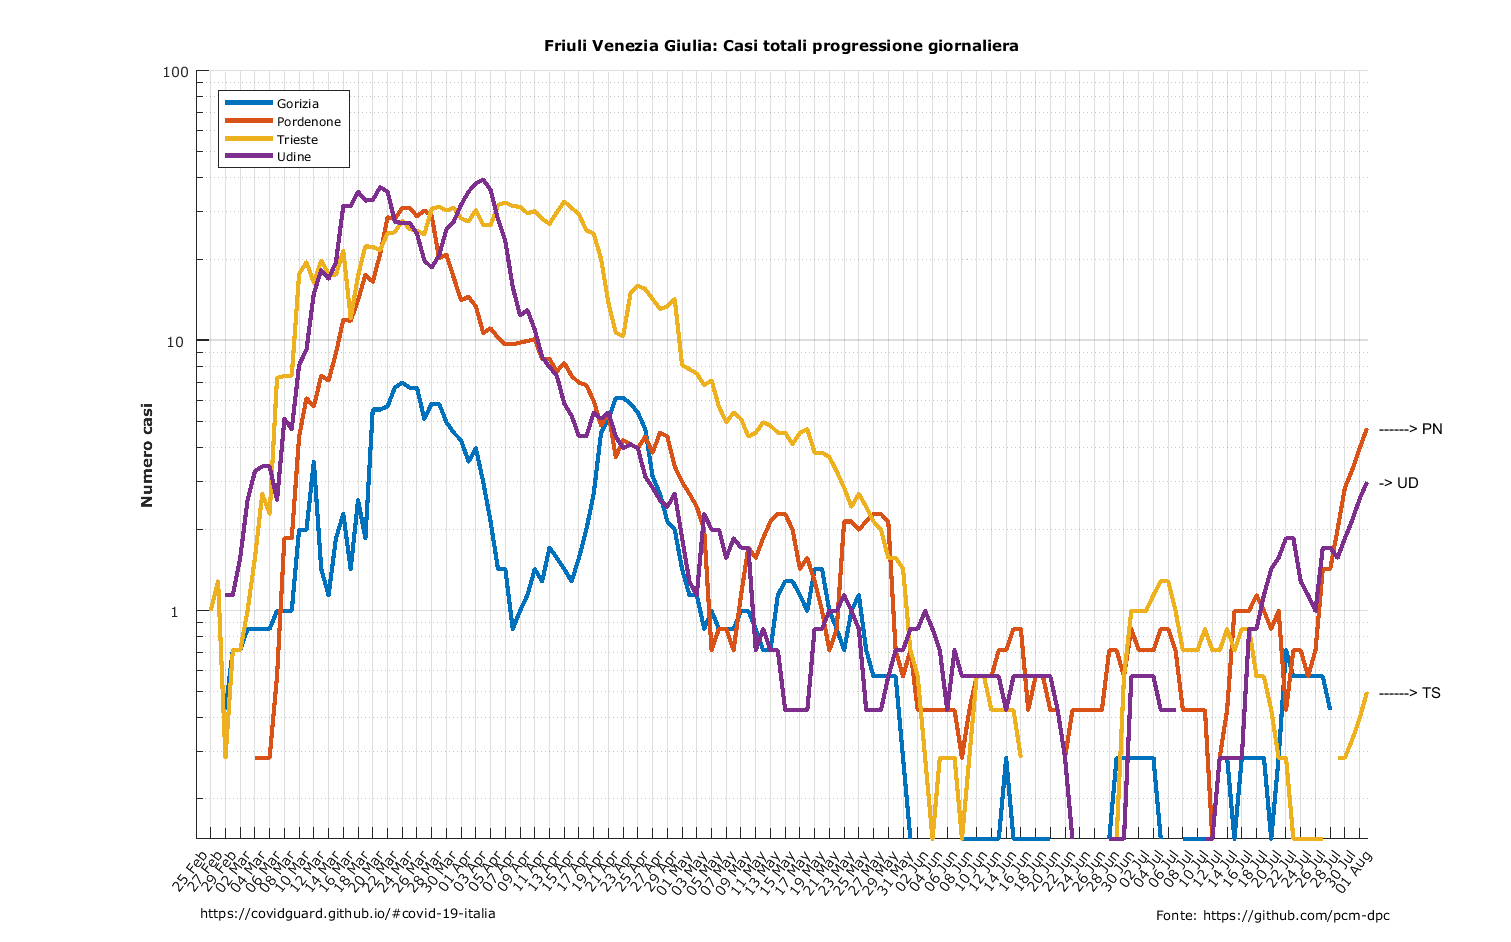 Friuli Venezia Giulia: Casi totali progressione giornaliera
100
10
1
Numero casi
Gorizia
Pordenone
Trieste
Udine
------> PN
-> UD
------> TS
25 Feb
27 Feb
29 Feb
02 Mar
04 Mar
06 Mar
08 Mar
10 Mar
12 Mar
14 Mar
16 Mar
18 Mar
20 Mar
22 Mar
24 Mar
26 Mar
28 Mar
30 Mar
01 Apr
03 Apr
05 Apr
07 Apr
09 Apr
11 Apr
13 Apr
15 Apr
17 Apr
19 Apr
21 Apr
23 Apr
25 Apr
27 Apr
29 Apr
01 May
03 May
05 May
07 May
09 May
11 May
13 May
15 May
17 May
19 May
21 May
23 May
25 May
27 May
29 May
31 May
02 Jun
04 Jun
06 Jun
08 Jun
10 Jun
12 Jun
14 Jun
16 Jun
18 Jun
20 Jun
22 Jun
24 Jun
26 Jun
28 Jun
30 Jun
02 Jul
04 Jul
06 Jul
08 Jul
10 Jul
12 Jul
14 Jul
16 Jul
18 Jul
20 Jul
22 Jul
24 Jul
26 Jul
28 Jul
30 Jul
01 Aug
https://covidguard.github.io/#covid-19-italia
Fonte: https://github.com/pcm-dpc